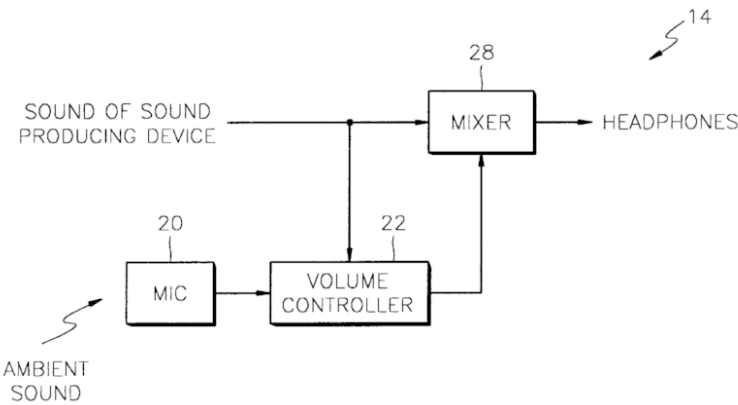 14
28
SOUND OF SOUND
PRODUCING DEVICE
MIXER
HEADPHONES
20
22
MIC
VOLUME
CONTROLLER
AMBIENT
SOUND